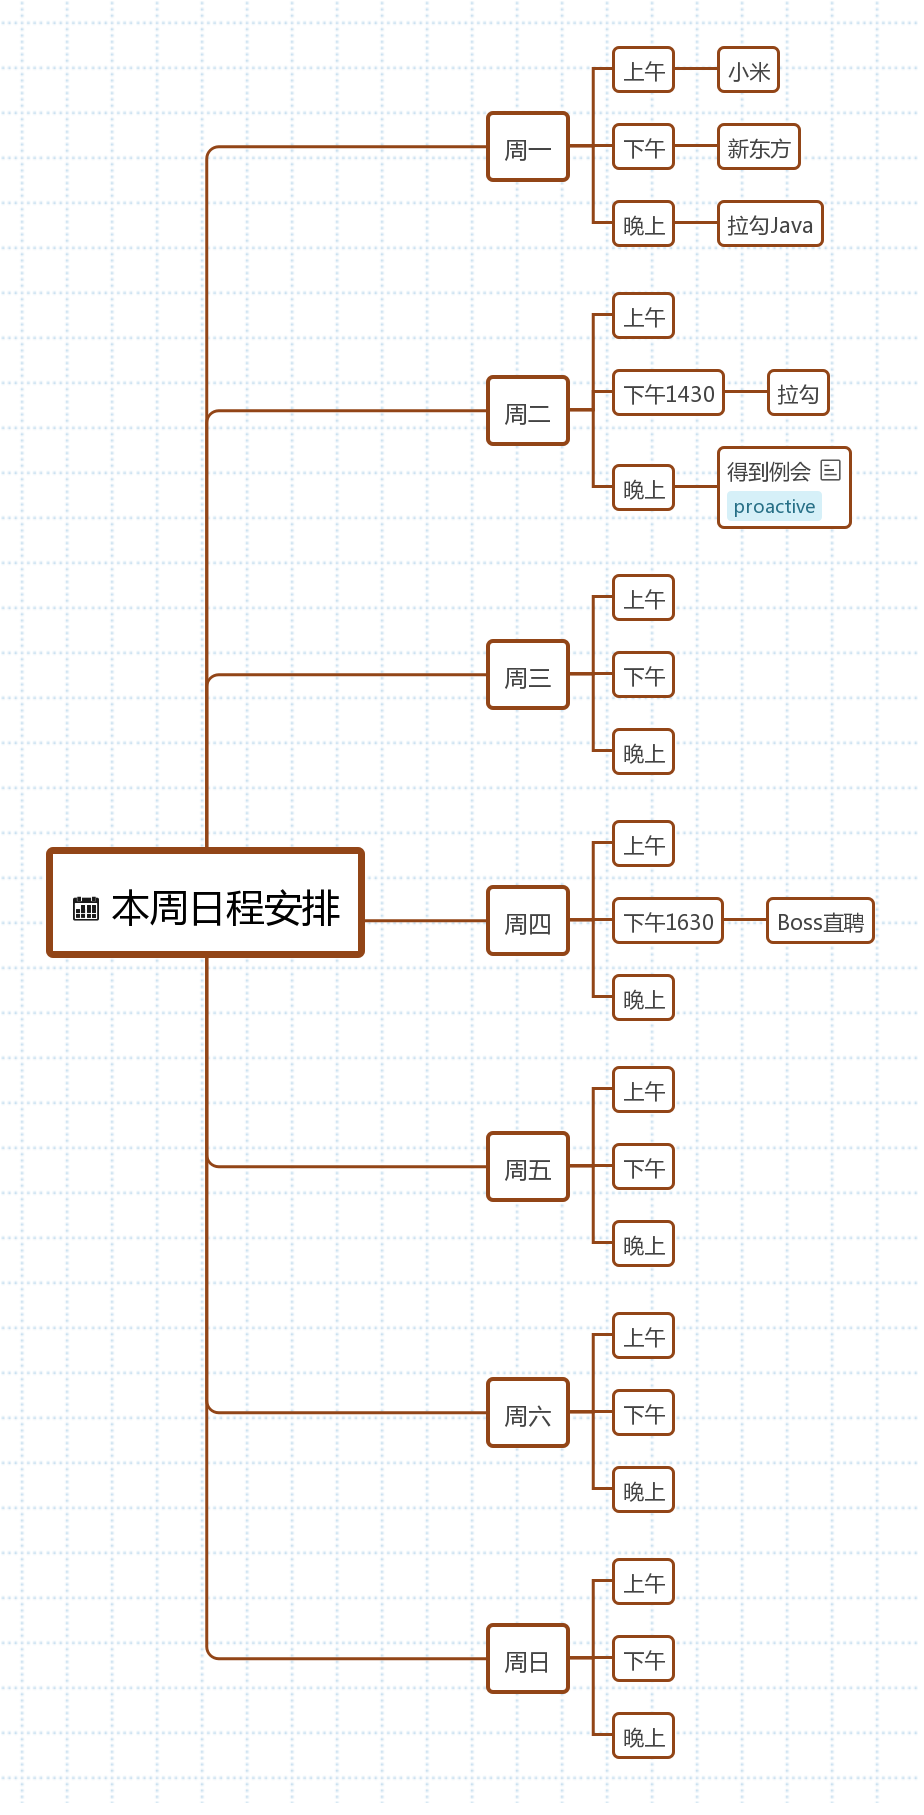 本周日程安排
周一
上午
小米
下午
新东方
晚上
拉勾Java
周二
上午
下午1430
拉勾
晚上
得到例会
proactive
周三
上午
下午
晚上
周四
上午
下午1630
Boss直聘
晚上
周五
上午
下午
晚上
周六
上午
下午
晚上
周日
上午
下午
晚上